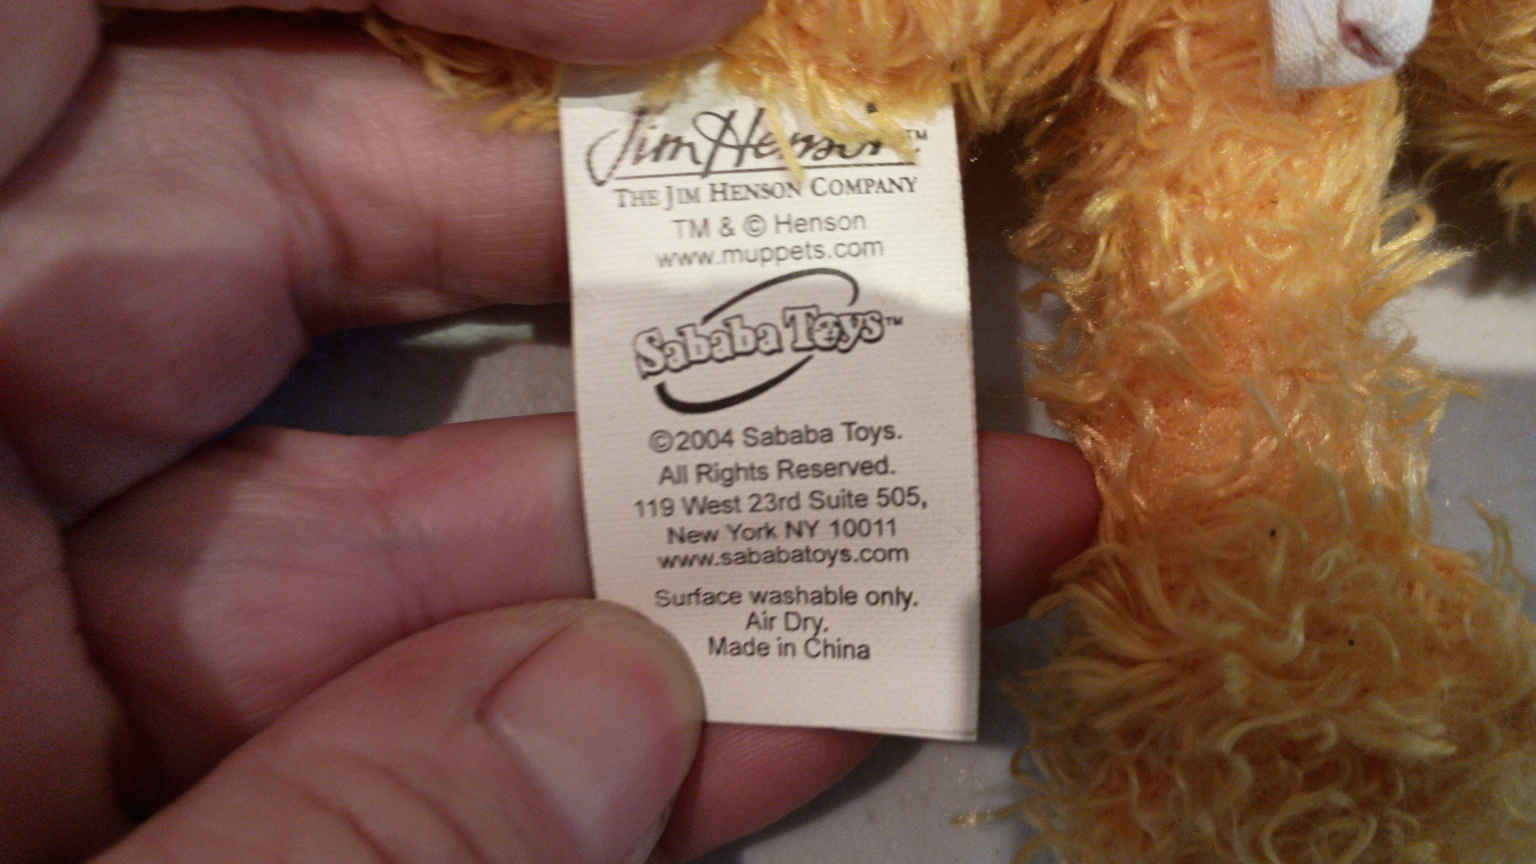 Jim Henson™
THE JIM HENSON COMPANY
TM & © Henson
www.muppets.com
Sababa Toys™
©2004 Sababa Toys.
All Rights Reserved.
119 West 23rd Suite 505,
New York NY 10011
www.sababatoys.com
Surface washable only.
Air Dry.
Made in China